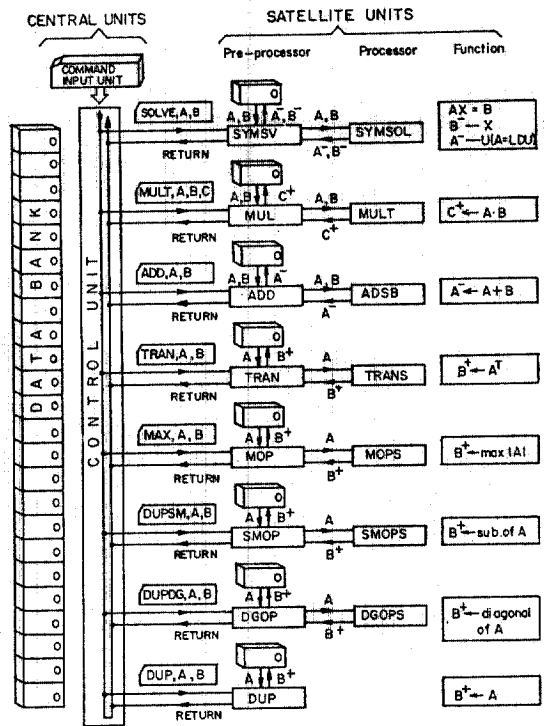 CENTRAL UNITS
SATELLITE UNITS
Pre-processor Processor Function
COMMAND INPUT UNIT
DATA BANK
CONTROL UNIT
SOLVE, A, B
A, B A⁻, B⁻
SYMSV
A, B
A⁻, B⁻
SYMSOL
AX = B
B⁻ ← X
A⁻ ← U(A=LDU)
RETURN
MULT, A, B, C
A, B C⁺
MUL
A, B
C⁺
MULT
C⁺ ← A · B
RETURN
ADD, A, B
A, B A⁻
ADD
A, B
A⁻
ADSB
A⁻ ← A + B
RETURN
TRAN, A, B
A B⁺
TRAN
A
B⁺
TRANS
B⁺ ← Aᵀ
RETURN
MAX, A, B
A B⁺
MOP
A
B⁺
MOPS
B⁺ ← max |A|
RETURN
DUPSM, A, B
A B⁺
SMOP
A
B⁺
SMOPS
B⁺ ← sub. of A
RETURN
DUPDG, A, B
A B⁺
DGOP
A
B⁺
DGOPS
B⁺ ← diagonal of A
RETURN
DUP, A, B
A B⁺
DUP
B⁺ ← A
RETURN